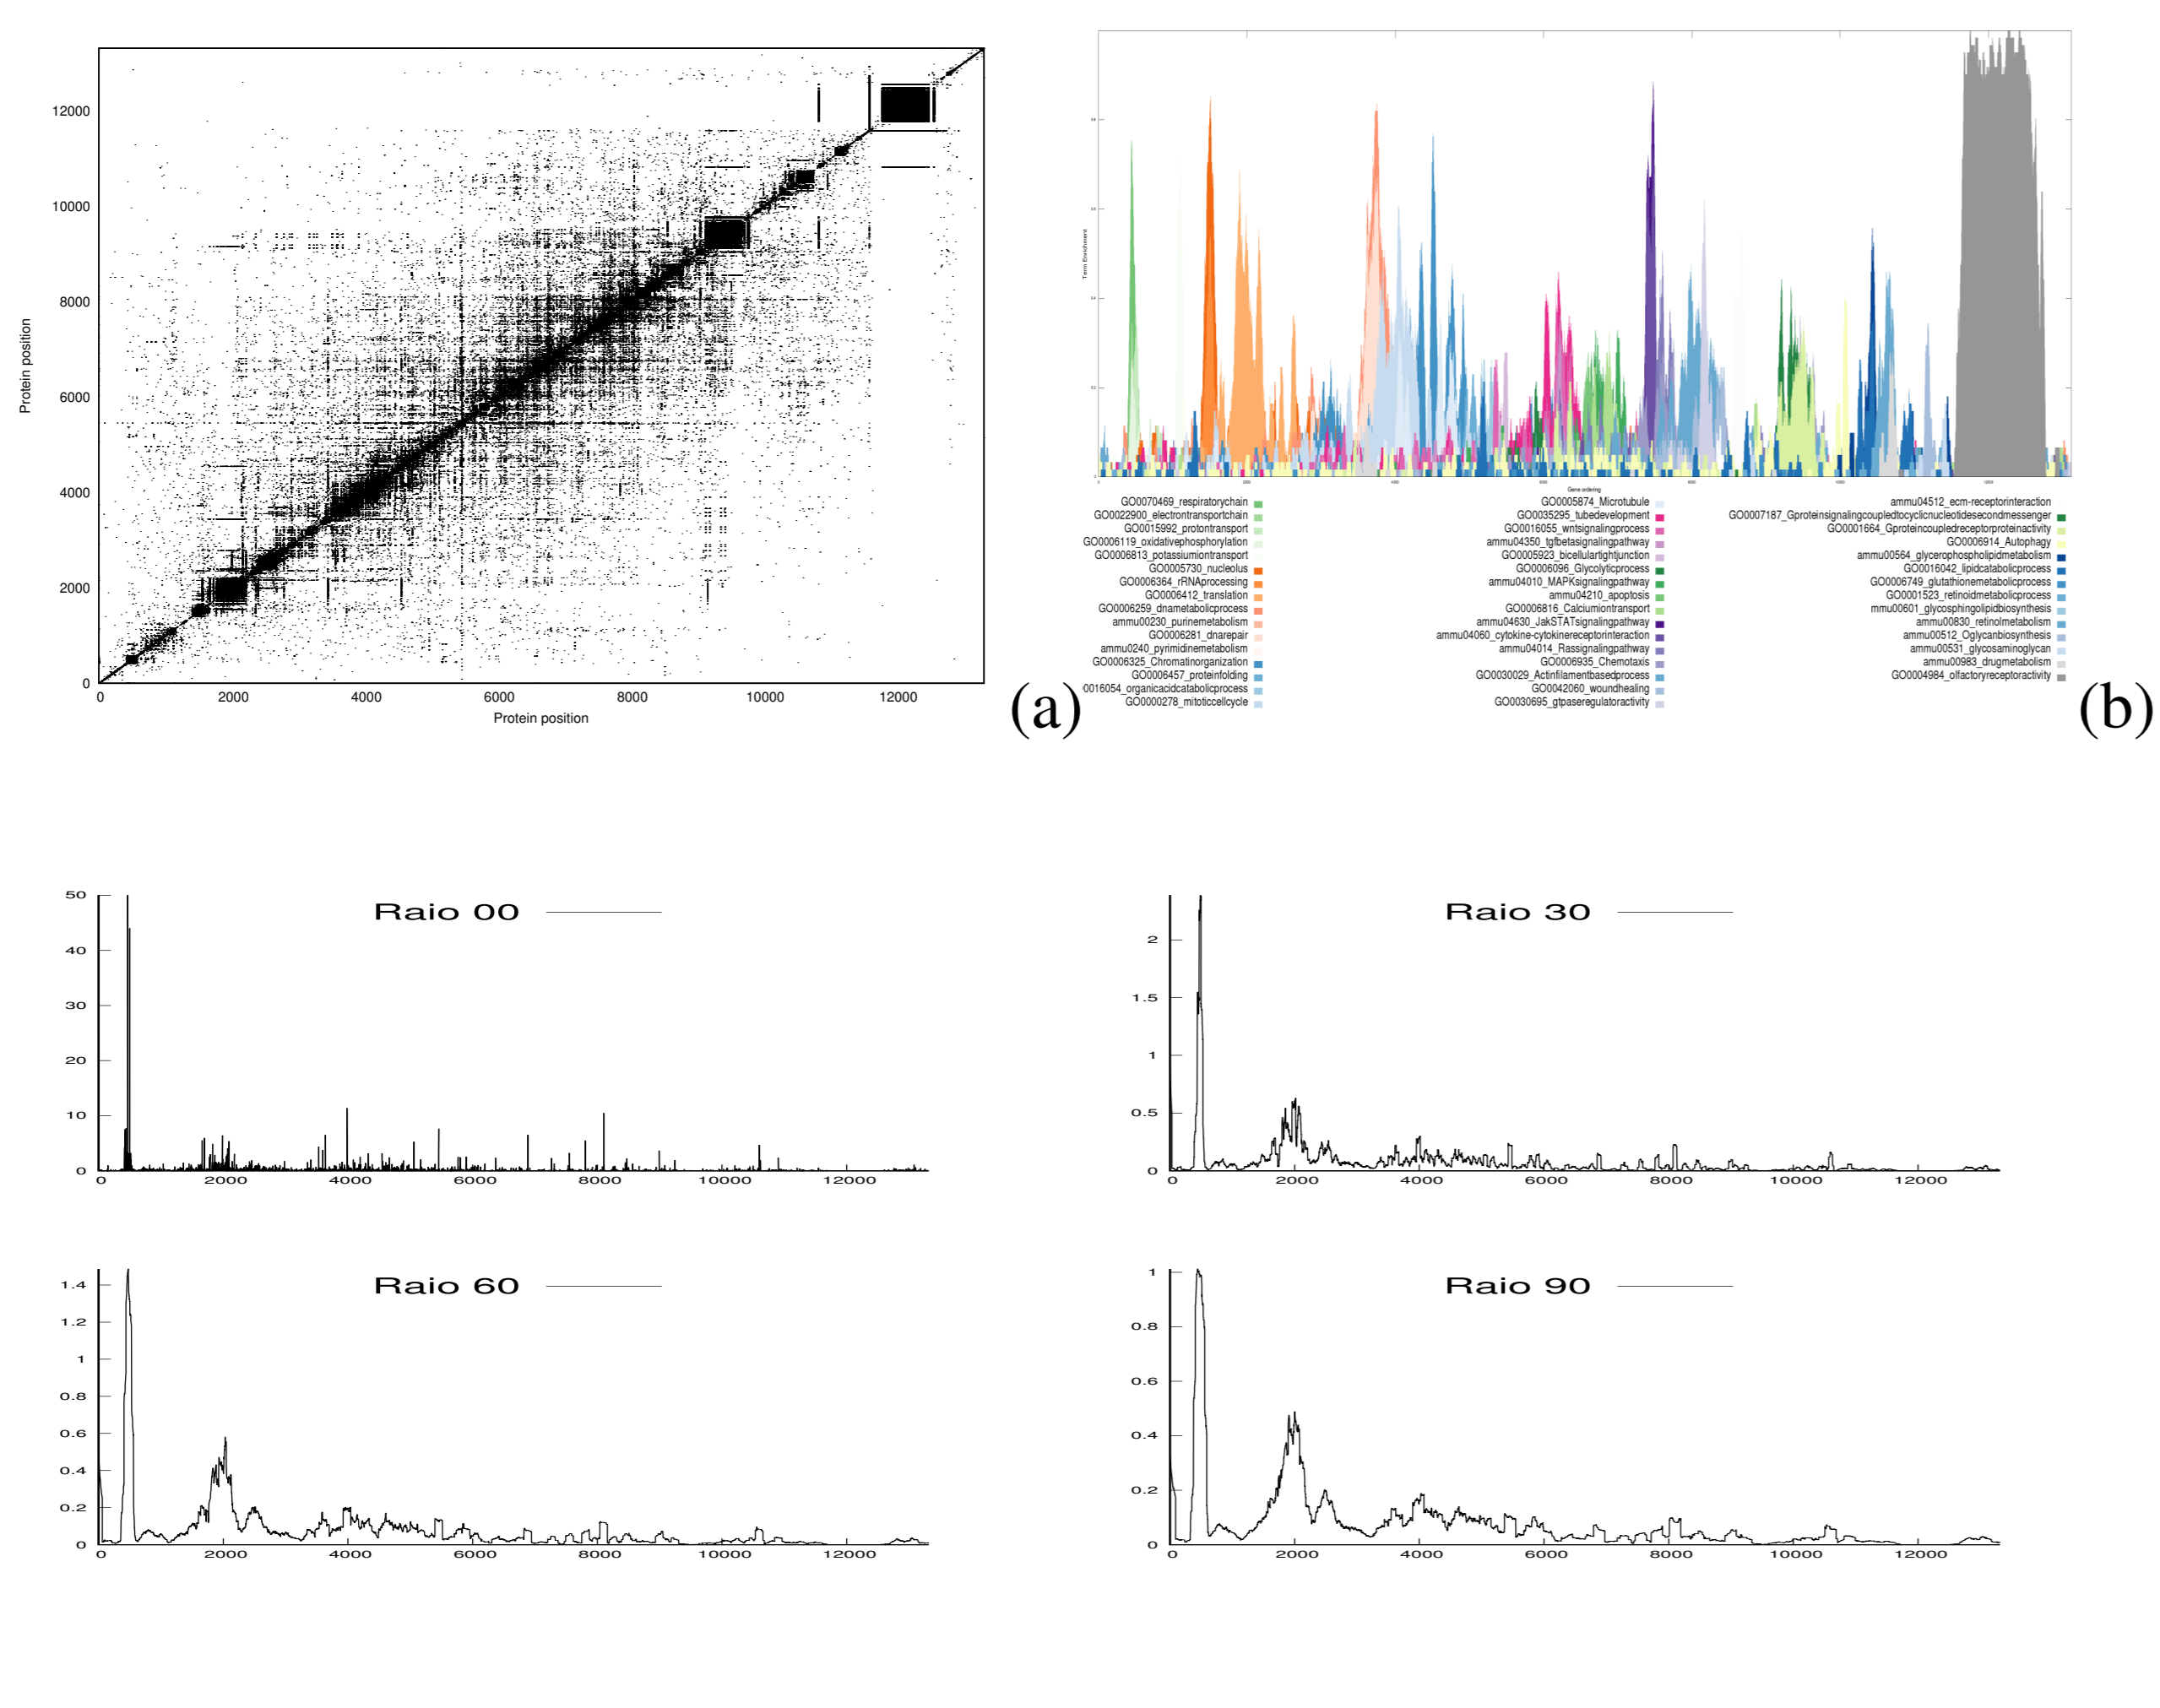 12000
10000
8000
6000
4000
2000
0
Protein position
0 2000 4000 6000 8000 10000 12000
Protein position
(a)
Term Enrichment
Gene ordering
GO0070469_respiratorychain
GO0022900_electrontransportchain
GO0015992_protontransport
GO0006119_oxidativephosphorylation
GO0006813_potassiumiontransport
GO0005730_nucleolus
GO0006364_rRNAprocessing
GO0006412_translation
GO0006259_dnametabolicprocess
ammu00230_purinemetabolism
GO0006281_dnarepair
ammu0240_pyrimidinemetabolism
GO0006325_Chromatinorganization
GO0006457_proteinfolding
0016054_organicacidcatabolicprocess
GO0000278_mitoticcellcycle
GO0005874_Microtubule
GO0035295_tubedevelopment
GO0016055_wntsignalingprocess
ammu04350_tgfbetasignalingpathway
GO0005923_bicellulartightjunction
GO0006096_Glycolyticprocess
ammu04010_MAPKsignalingpathway
ammu04210_apoptosis
GO0006816_Calciumiontransport
ammu04630_JakSTATsignalingpathway
ammu04060_cytokine-cytokinereceptorinteraction
ammu04014_Rassignalingpathway
GO0006935_Chemotaxis
GO0030029_Actinfilamentbasedprocess
GO0042060_woundhealing
GO0030695_gtpaseregulatoractivity
ammu04512_ecm-receptorinteraction
GO0007187_Gproteinsignalingcoupledtocyclicnucleotidesecondmessenger
GO0001664_Gproteincoupledreceptorproteinactivity
GO0006914_Autophagy
ammu00564_glycerophospholipidmetabolism
GO0016042_lipidcatabolicprocess
GO0006749_glutathionemetabolicprocess
GO0001523_retinoidmetabolicprocess
mmu00601_glycosphingolipidbiosynthesis
ammu00830_retinolmetabolism
ammu00512_Oglycanbiosynthesis
ammu00531_glycosaminoglycan
ammu00983_drugmetabolism
GO0004984_olfactoryreceptoractivity
(b)
Raio 00
50
40
30
20
10
0
0 2000 4000 6000 8000 10000 12000
Raio 30
2
1.5
1
0.5
0
0 2000 4000 6000 8000 10000 12000
Raio 60
1.4
1.2
1
0.8
0.6
0.4
0.2
0
0 2000 4000 6000 8000 10000 12000
Raio 90
1
0.8
0.6
0.4
0.2
0
0 2000 4000 6000 8000 10000 12000